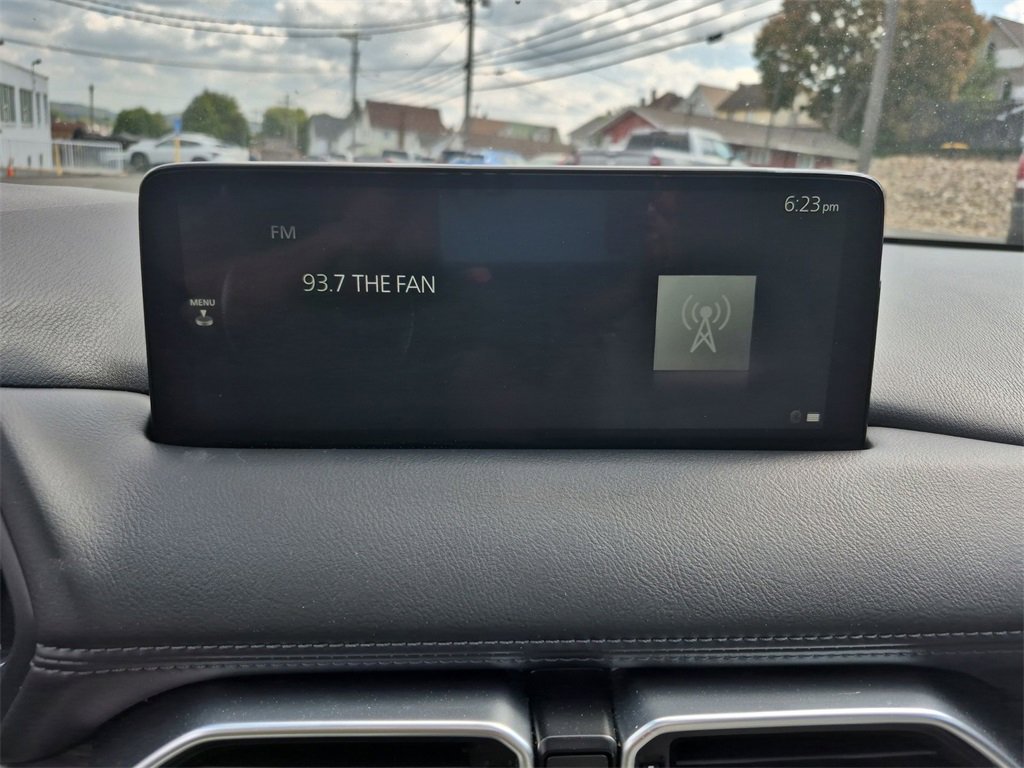 6:23 pm
FM
93.7 THE FAN
MENU